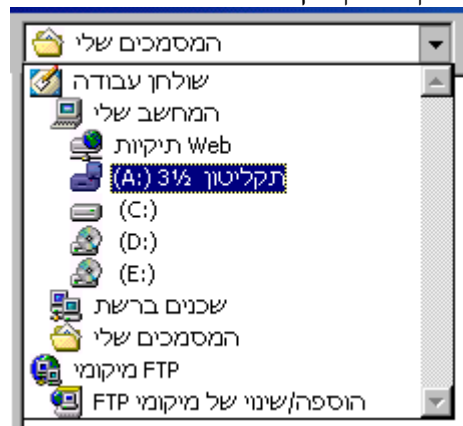 המסמכים שלי
שולחן עבודה
המחשב שלי
תיקיות Web
תקליטון 3½ (A:)
(C:)
(D:)
(E:)
שכנים ברשת
המסמכים שלי
מיקומי FTP
הוספה/שינוי של מיקומי FTP